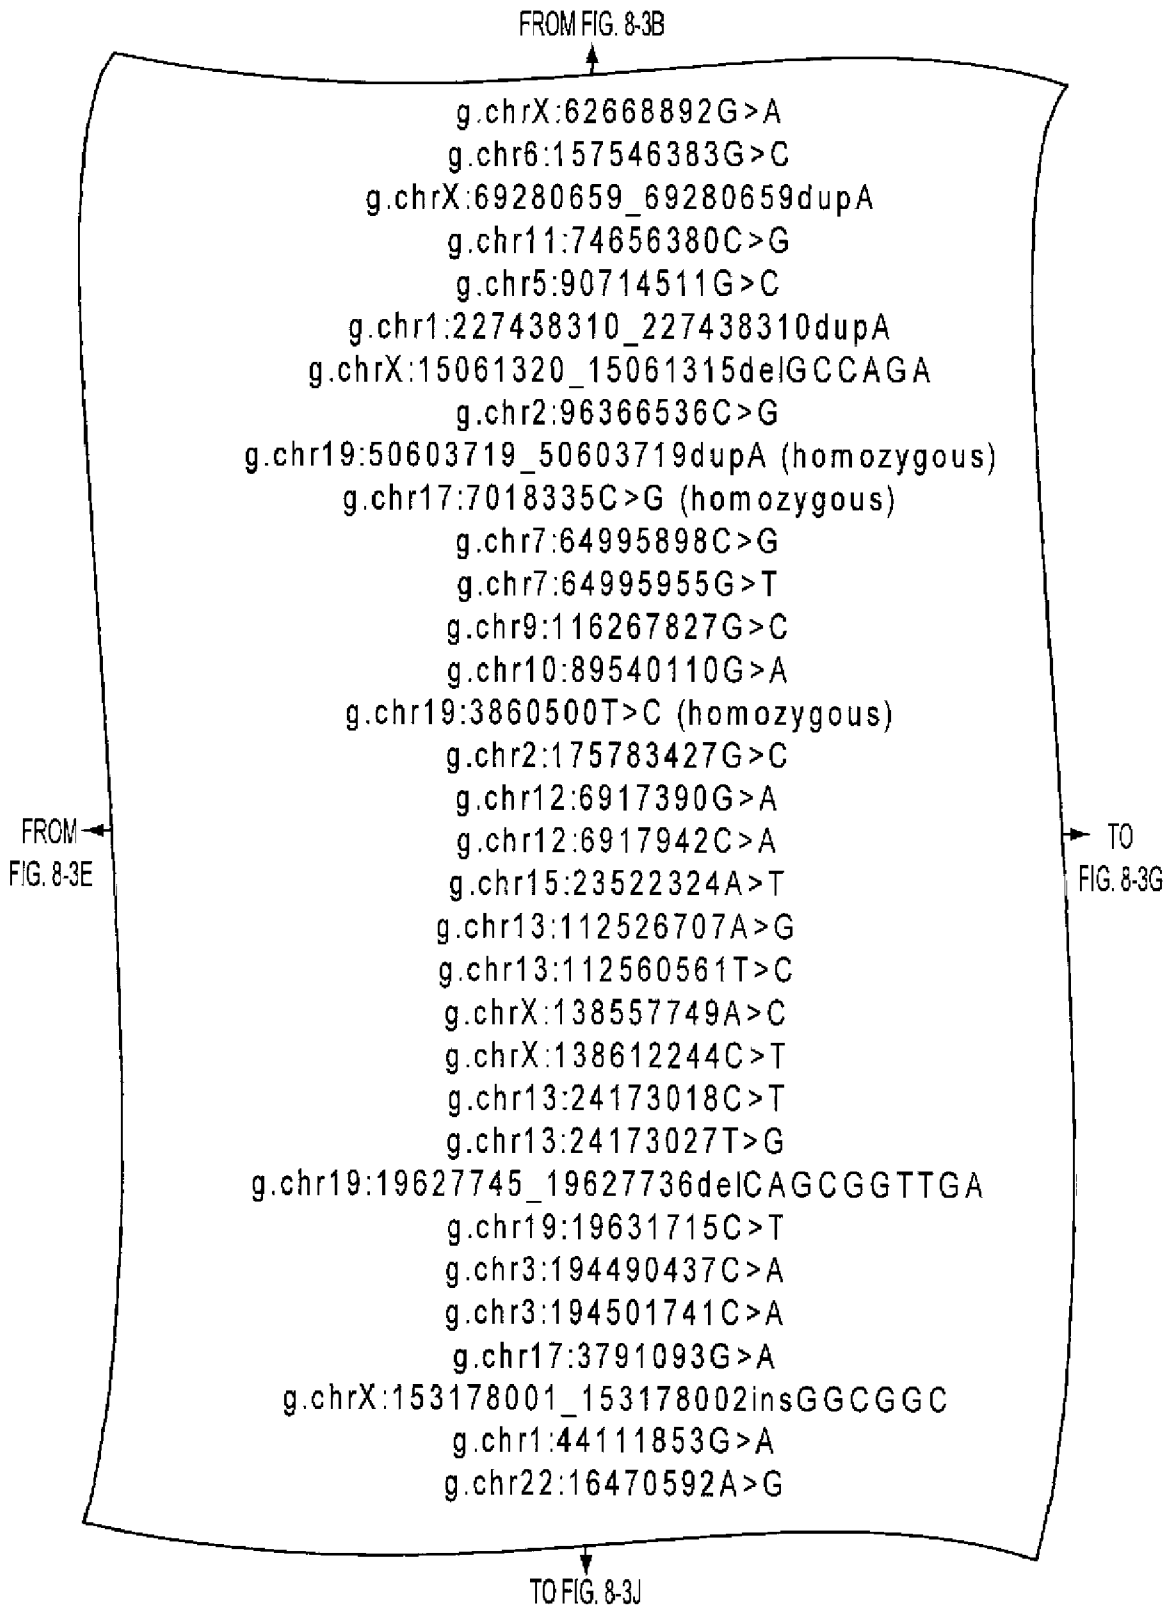 FROM FIG. 8-3B
g.chrX:62668892G>A
g.chr6:157546383G>C
g.chrX:69280659_69280659dupA
g.chr11:74656380C>G
g.chr5:90714511G>C
g.chr1:227438310_227438310dupA
g.chrX:15061320_15061315delGCCAGA
g.chr2:96366536C>G
g.chr19:50603719_50603719dupA (homozygous)
g.chr17:7018335C>G (homozygous)
g.chr7:64995898C>G
g.chr7:64995955G>T
g.chr9:116267827G>C
g.chr10:89540110G>A
g.chr19:3860500T>C (homozygous)
g.chr2:175783427G>C
g.chr12:6917390G>A
g.chr12:6917942C>A
g.chr15:23522324A>T
g.chr13:112526707A>G
g.chr13:112560561T>C
g.chrX:138557749A>C
g.chrX:138612244C>T
g.chr13:24173018C>T
g.chr13:24173027T>G
g.chr19:19627745_19627736delCAGCGGTTGA
g.chr19:19631715C>T
g.chr3:194490437C>A
g.chr3:194501741C>A
g.chr17:3791093G>A
g.chrX:153178001_153178002insGGCGGC
g.chr1:44111853G>A
g.chr22:16470592A>G
FROM
FIG. 8-3E
TO
FIG. 8-3G
TO FIG. 8-3J